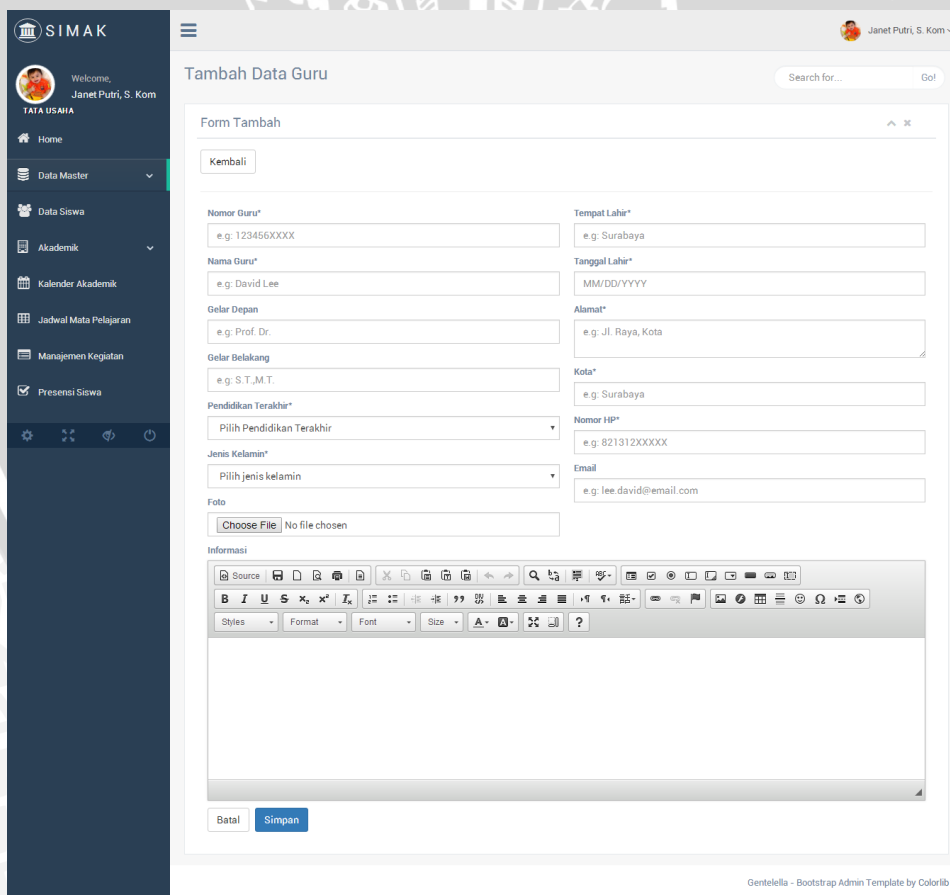 SIMAK
Janet Putri, S. Kom
Welcome,
Janet Putri, S. Kom
TATA USAHA
Home
Data Master
Data Siswa
Akademik
Kalender Akademik
Jadwal Mata Pelajaran
Manajemen Kegiatan
Presensi Siswa
Tambah Data Guru
Search for...
Go!
Form Tambah
Kembali
Nomor Guru*
e.g: 123456XXXX
Nama Guru*
e.g: David Lee
Gelar Depan
e.g: Prof. Dr.
Gelar Belakang
e.g: S.T.,M.T.
Pendidikan Terakhir*
Pilih Pendidikan Terakhir
Jenis Kelamin*
Pilih jenis kelamin
Foto
Choose File No file chosen
Tempat Lahir*
e.g: Surabaya
Tanggal Lahir*
MM/DD/YYYY
Alamat*
e.g: Jl. Raya, Kota
Kota*
e.g: Surabaya
Nomor HP*
e.g: 821312XXXXX
Email
e.g: lee.david@email.com
Informasi
Source
Styles Format Font Size
Batal
Simpan
Gentelella - Bootstrap Admin Template by Colorlib